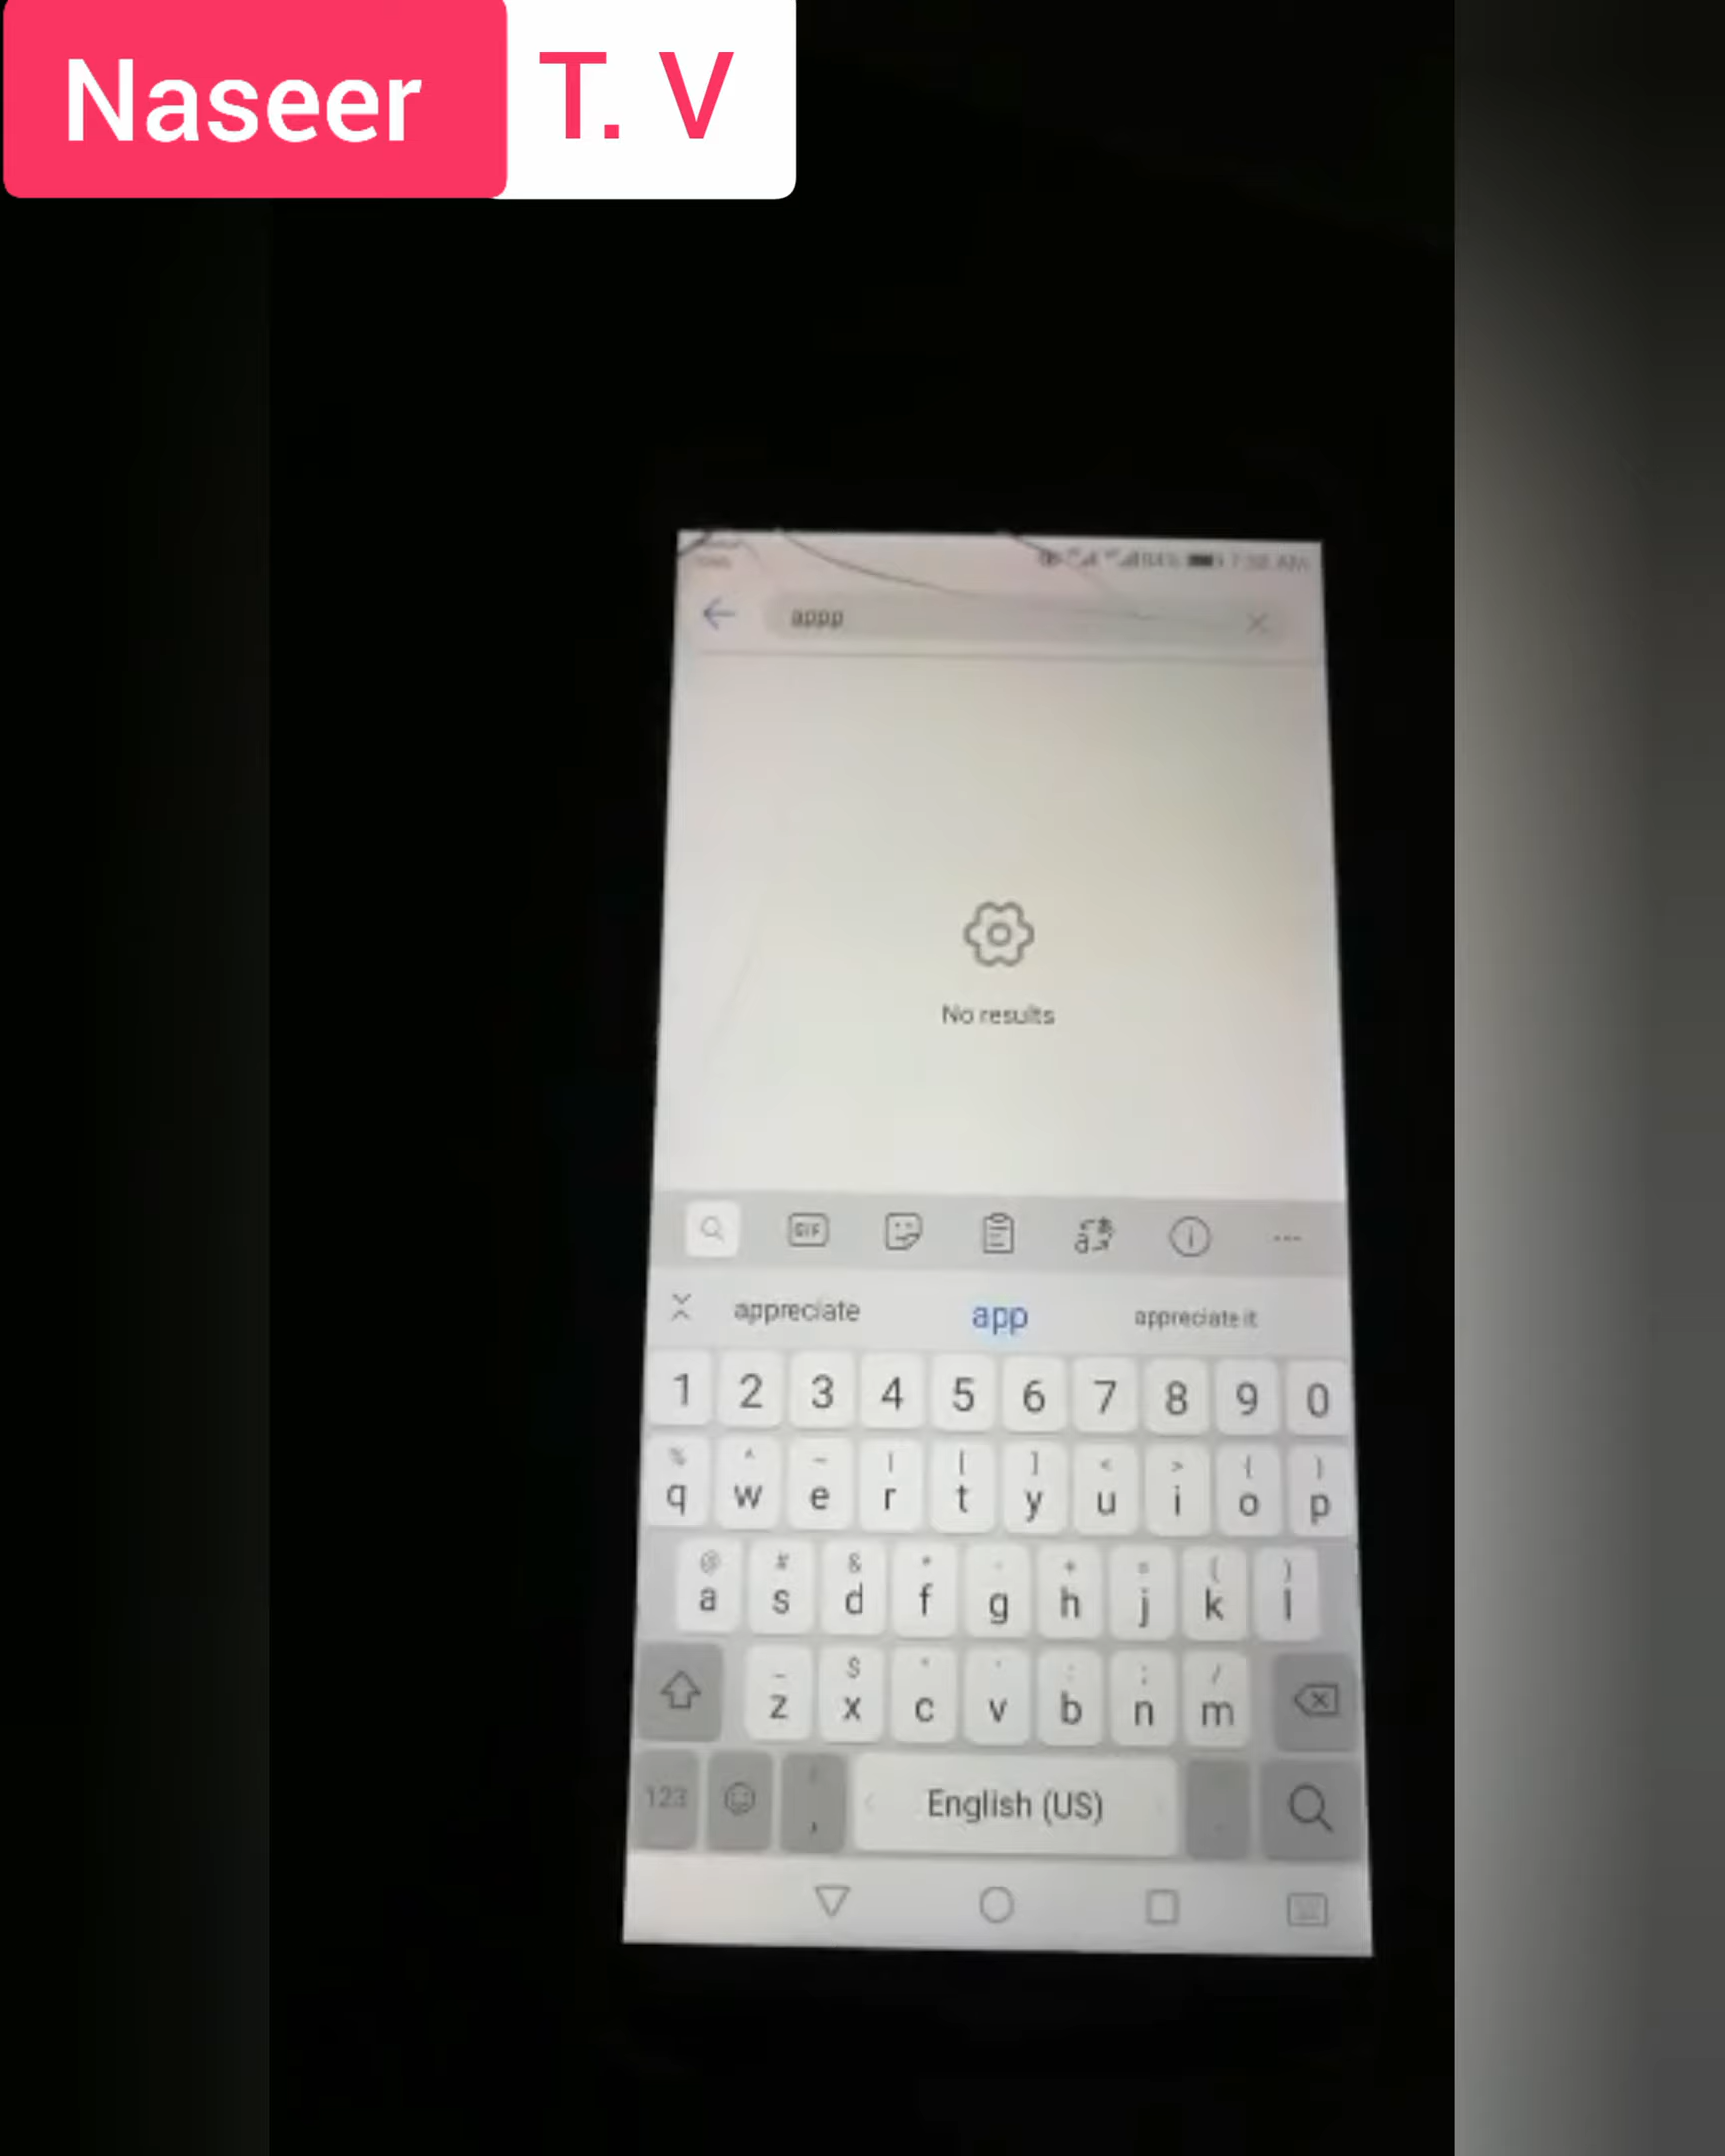 Naseer T. V
appp
No results
GIF
appreciate app appreciate it
1 2 3 4 5 6 7 8 9 0
% ^ ~ | [ ] < > { }
q w e r t y u i o p
@ # & * - + = ( )
a s d f g h j k l
_ $ " ' : ; /
z x c v b n m
123 , English (US) .